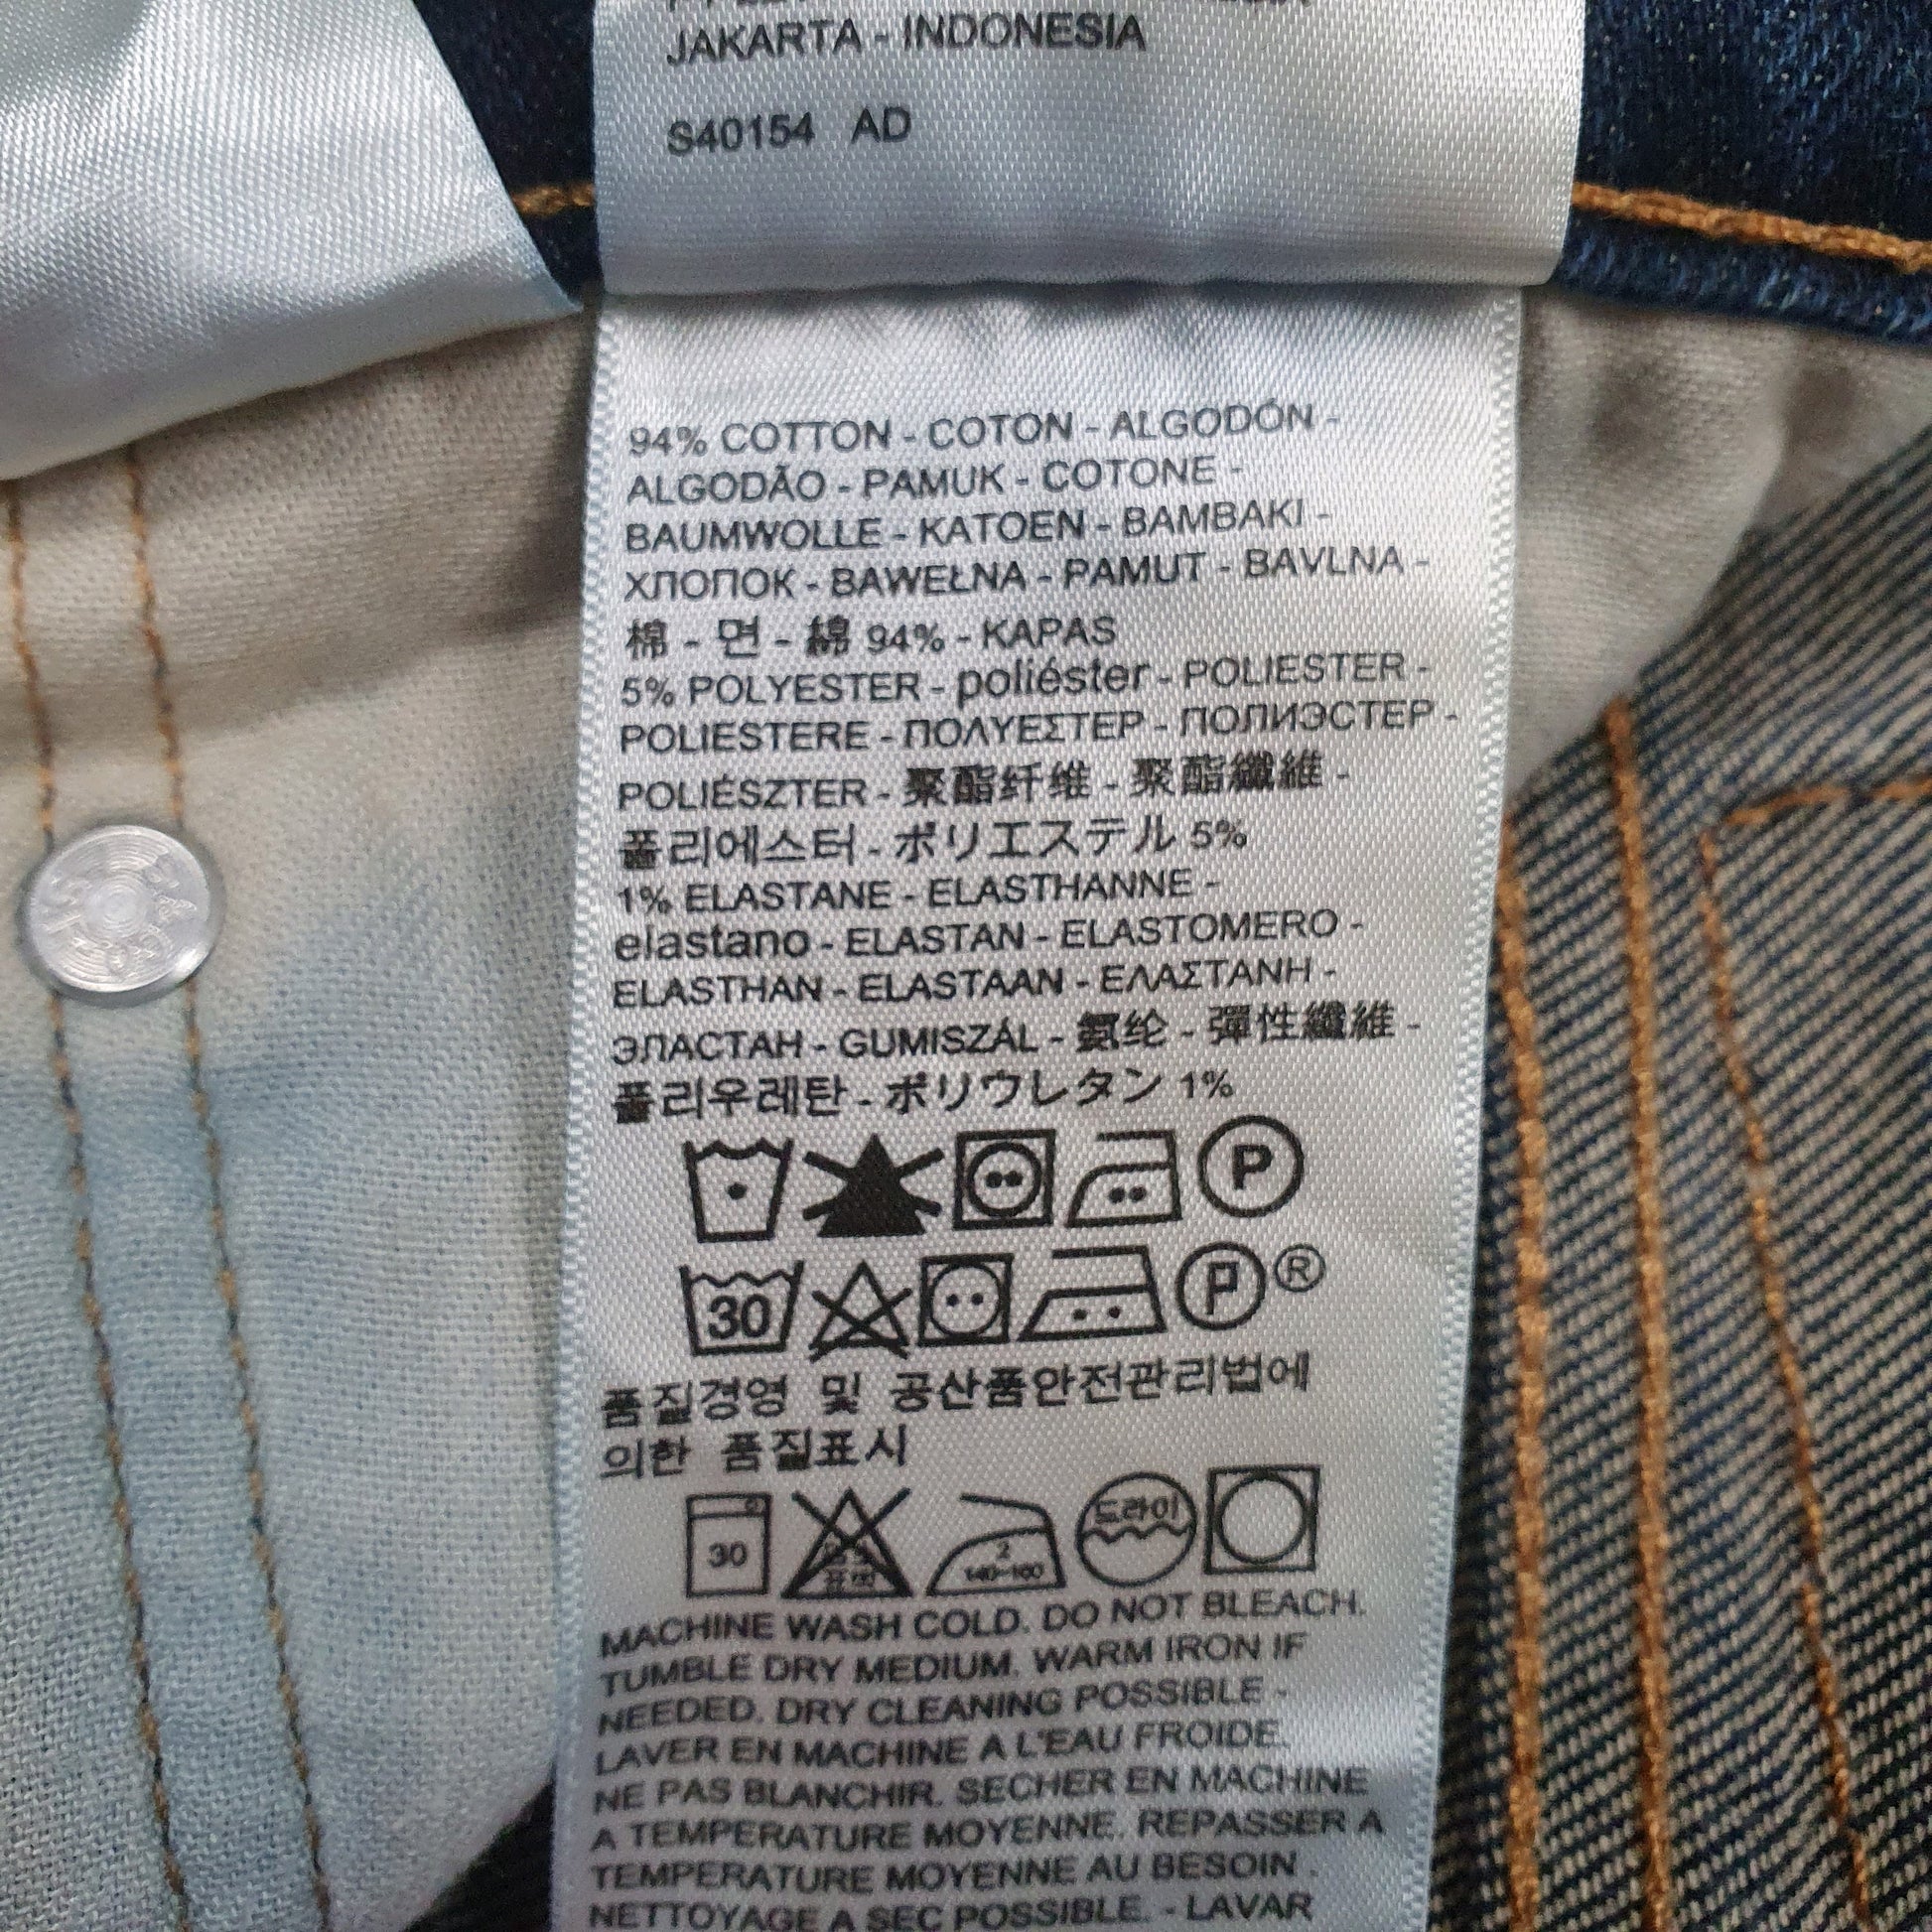 JAKARTA - INDONESIA
S40154 AD
94% COTTON - COTON - ALGODÓN -
ALGODÃO - PAMUK - COTONE -
BAUMWOLLE - KATOEN - BAMBAKI -
ХЛОПОК - BAWEŁNA - PAMUT - BAVLNA -
棉 - 면 - 綿 94% - KAPAS
5% POLYESTER - poliéster - POLIESTER -
POLIESTERE - ΠΟΛΥΕΣΤΕΡ - ПОЛИЭСТЕР -
POLIÉSZTER - 聚酯纤维 - 聚酯纖維 -
폴리에스터 - ポリエステル 5%
1% ELASTANE - ELASTHANNE -
elastano - ELASTAN - ELASTOMERO -
ELASTHAN - ELASTAAN - ΕΛΑΣΤΑΝΗ -
ЭЛАСТАН - GUMISZÁL - 氨纶 - 彈性纖維 -
폴리우레탄 - ポリウレタン 1%
P
30 P ®
품질경영 및 공산품안전관리법에
의한 품질표시
30 2 140~160 드라이
MACHINE WASH COLD. DO NOT BLEACH.
TUMBLE DRY MEDIUM. WARM IRON IF
NEEDED. DRY CLEANING POSSIBLE -
LAVER EN MACHINE A L'EAU FROIDE.
NE PAS BLANCHIR. SECHER EN MACHINE
A TEMPERATURE MOYENNE. REPASSER A
TEMPERATURE MOYENNE AU BESOIN .
NETTOYAGE A SEC POSSIBLE. - LAVAR